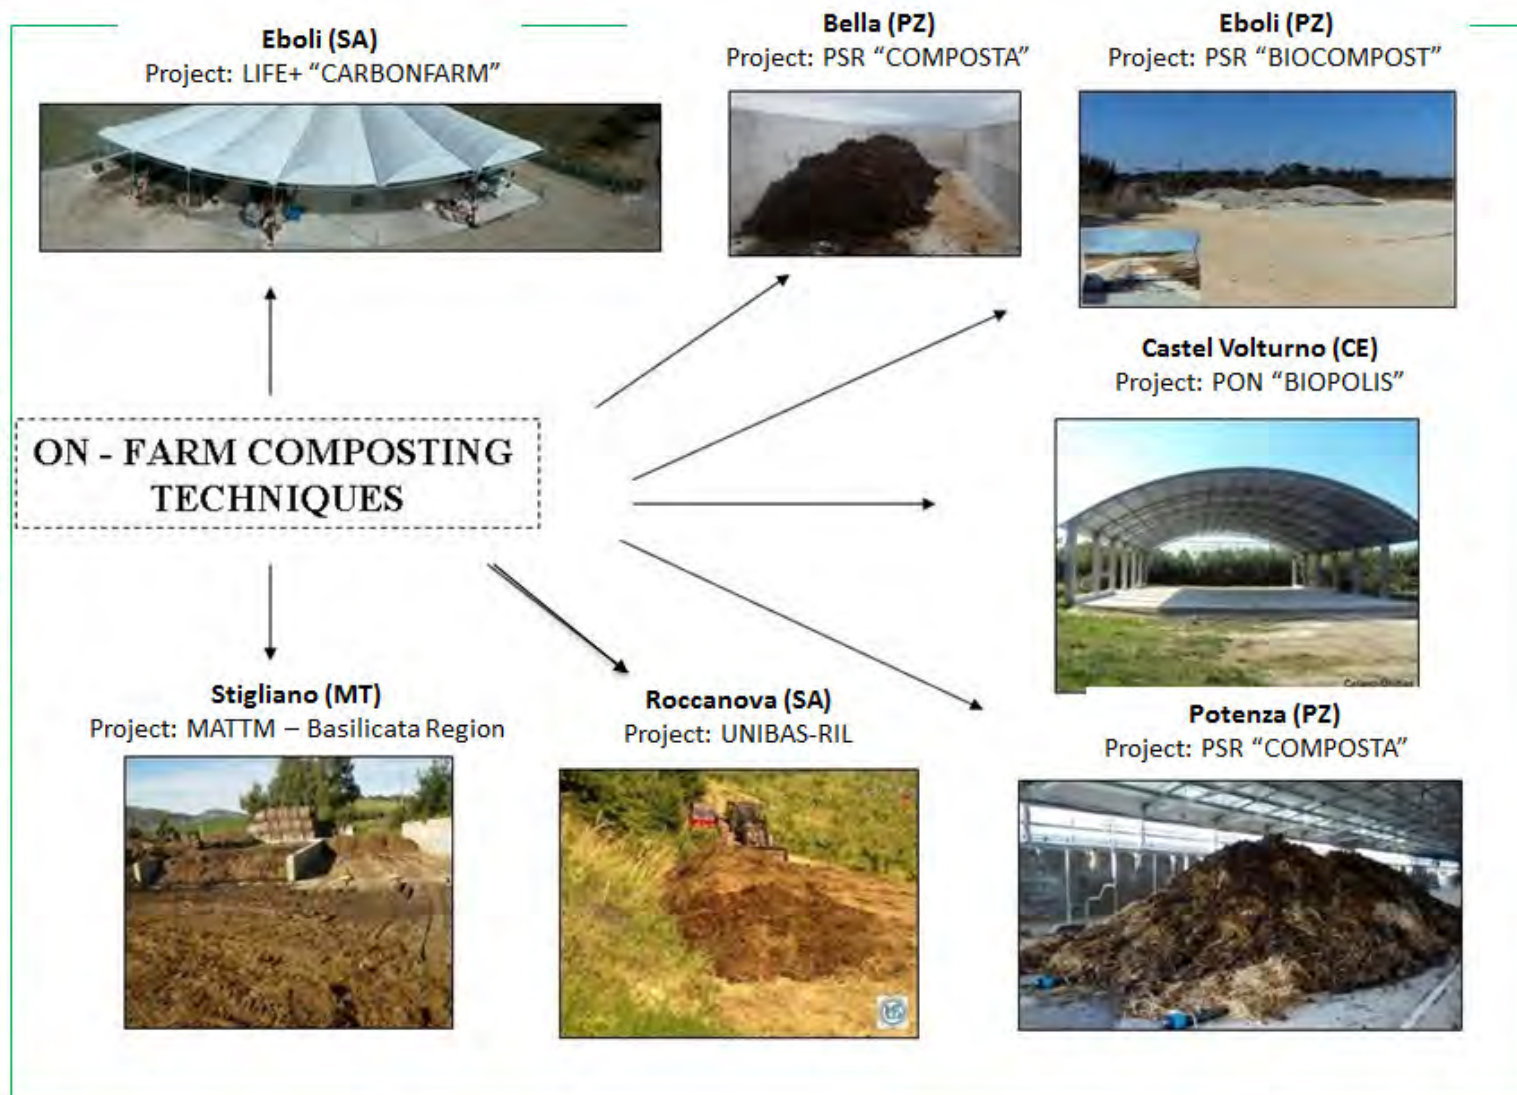 Eboli (SA)
Project: LIFE+ “CARBONFARM”
Bella (PZ)
Project: PSR “COMPOSTA”
Eboli (PZ)
Project: PSR “BIOCOMPOST”
Castel Volturno (CE)
Project: PON “BIOPOLIS”
ON - FARM COMPOSTING
TECHNIQUES
Stigliano (MT)
Project: MATTM – Basilicata Region
Roccanova (SA)
Project: UNIBAS-RIL
Potenza (PZ)
Project: PSR “COMPOSTA”